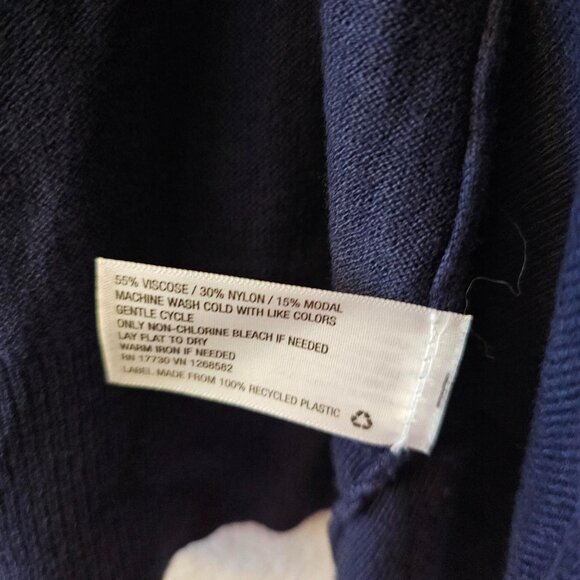 55% VISCOSE / 30% NYLON / 15% MODAL
MACHINE WASH COLD WITH LIKE COLORS
GENTLE CYCLE
ONLY NON-CHLORINE BLEACH IF NEEDED
LAY FLAT TO DRY
WARM IRON IF NEEDED
RN 17730 VN 1268582
LABEL MADE FROM 100% RECYCLED PLASTIC